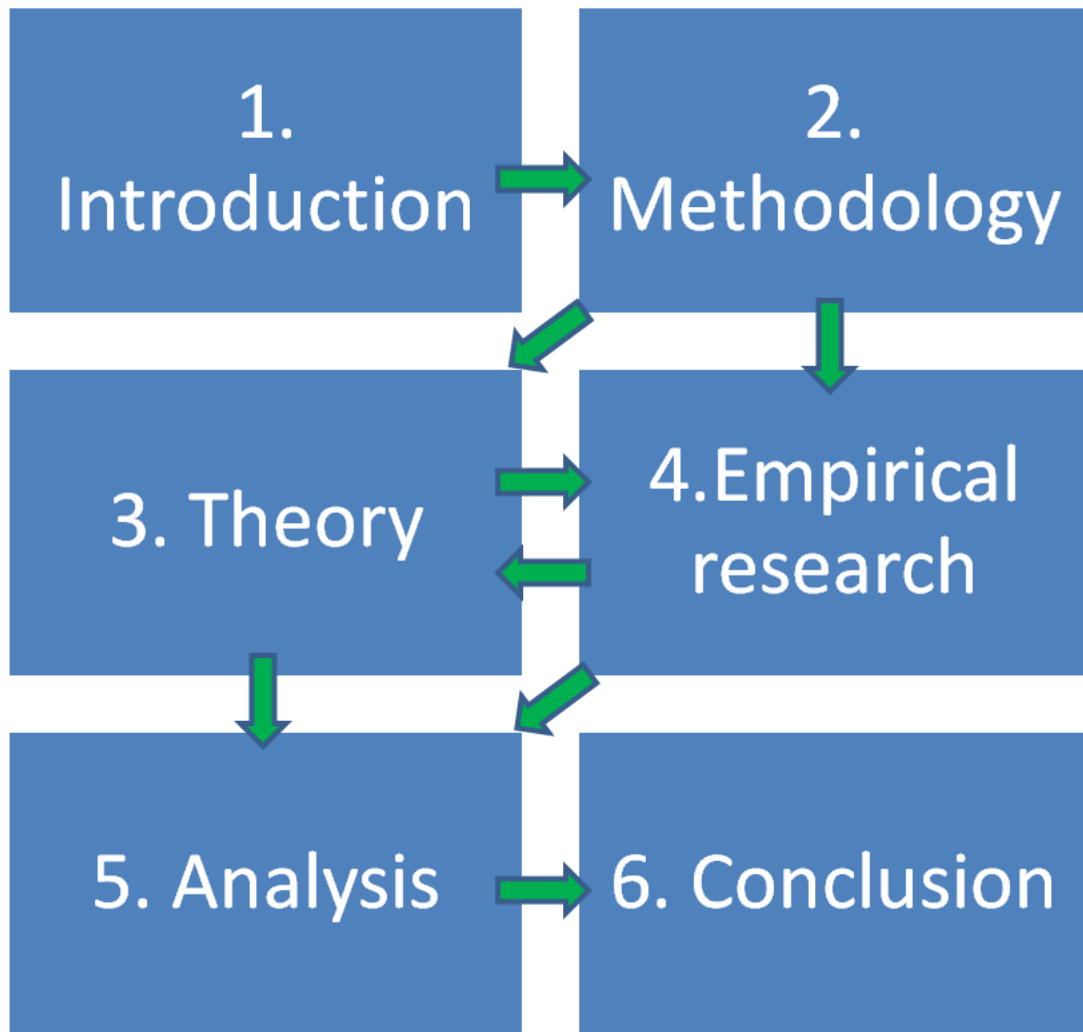 1.
Introduction
2.
Methodology
3. Theory
4.Empirical
research
5. Analysis
6. Conclusion